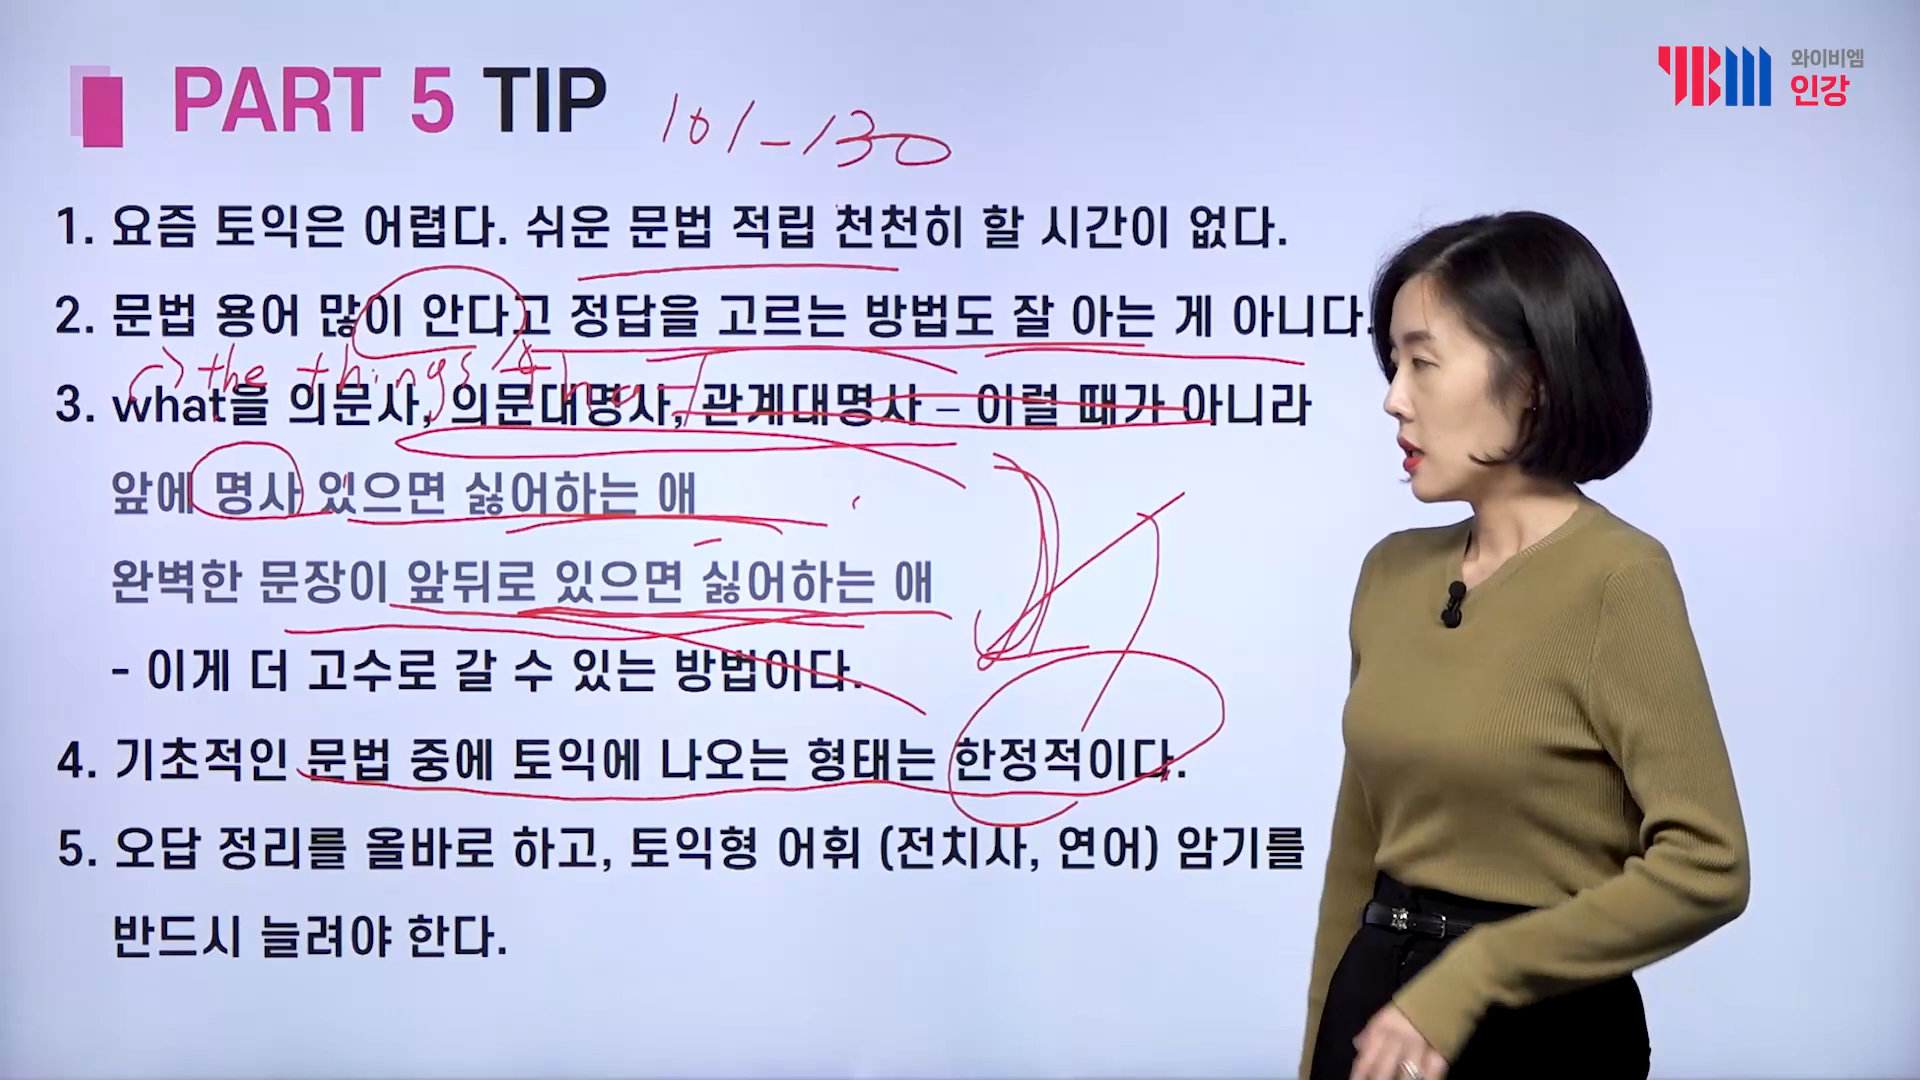 PART 5 TIP 101-130
YBM 와이비엠 인강
1. 요즘 토익은 어렵다. 쉬운 문법 적립 천천히 할 시간이 없다.
2. 문법 용어 많이 안다고 정답을 고르는 방법도 잘 아는 게 아니다.
the things that
3. what을 의문사, 의문대명사, 관계대명사 – 이럴 때가 아니라
앞에 명사 있으면 싫어하는 애
완벽한 문장이 앞뒤로 있으면 싫어하는 애
- 이게 더 고수로 갈 수 있는 방법이다.
4. 기초적인 문법 중에 토익에 나오는 형태는 한정적이다.
5. 오답 정리를 올바로 하고, 토익형 어휘 (전치사, 연어) 암기를
반드시 늘려야 한다.